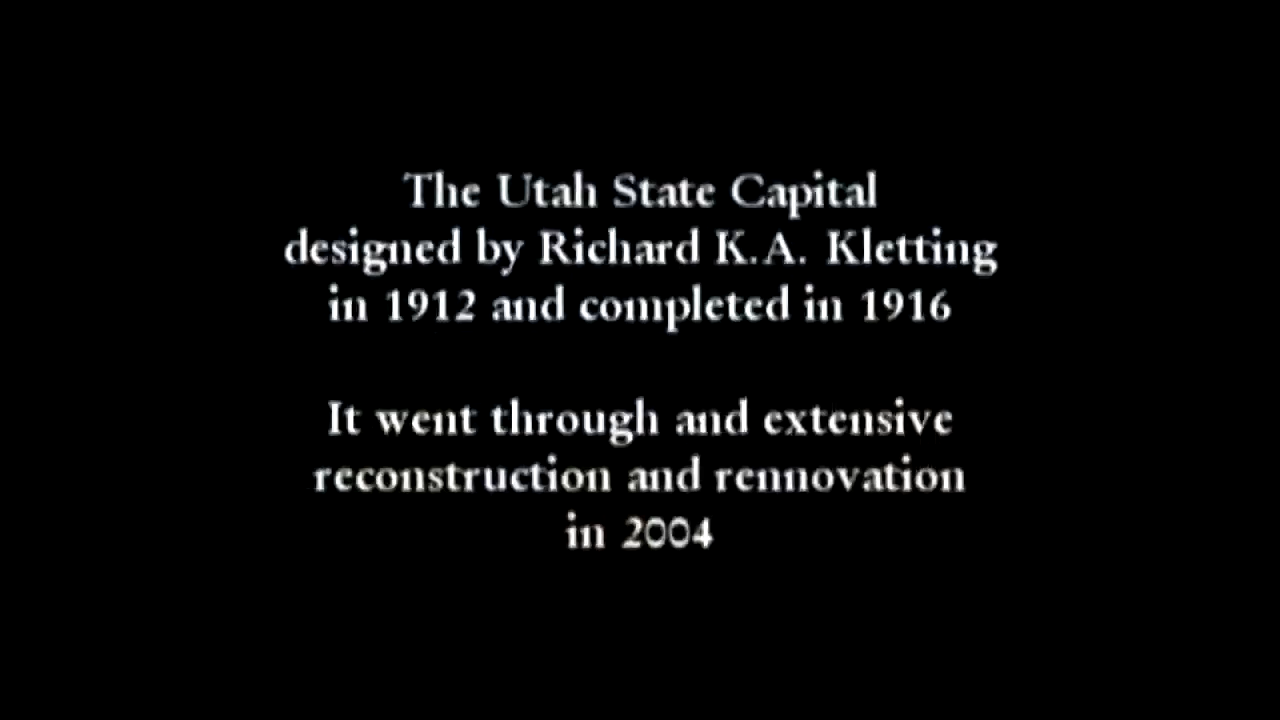 The Utah State Capital
designed by Richard K.A. Kletting
in 1912 and completed in 1916
It went through and extensive
reconstruction and rennovation
in 2004